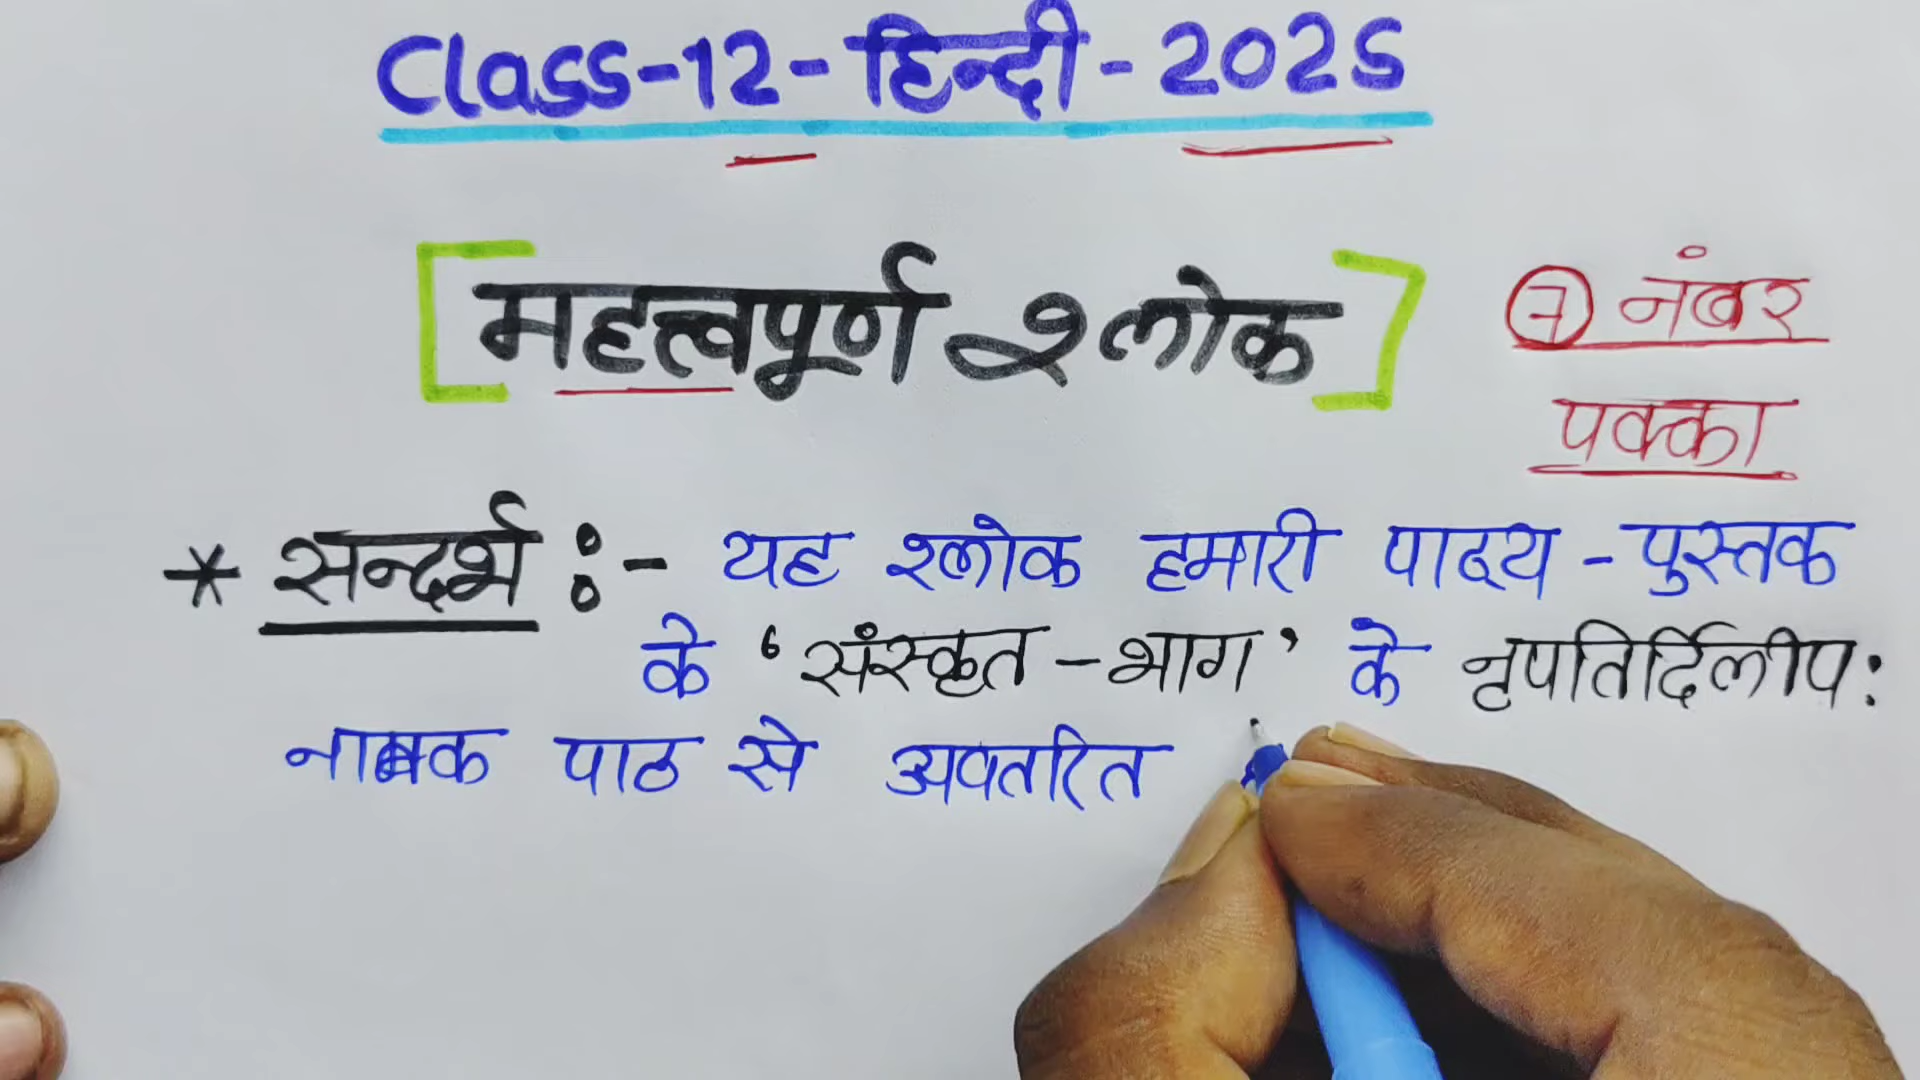 Class-12-हिन्दी-2025
[महत्त्वपूर्ण श्लोक]
7 नंबर
पक्का
* सन्दर्भ :- यह श्लोक हमारी पाठ्य-पुस्तक
के ‘संस्कृत-भाग’ के नृपतिर्दिलीप:
नामक पाठ से अवतरित